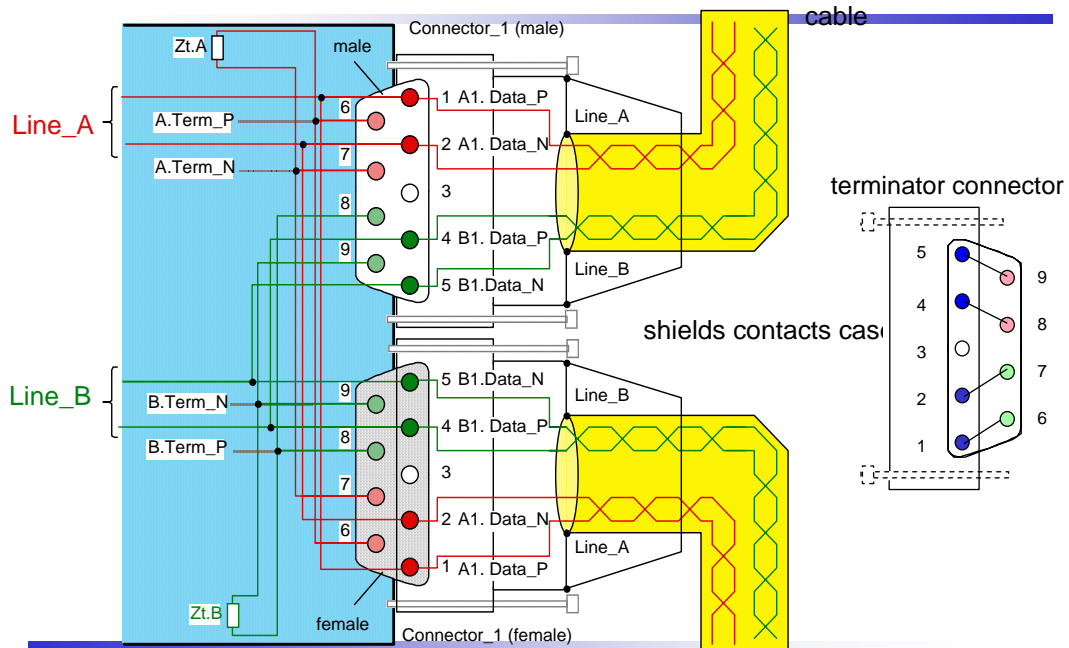 cable
Connector_1 (male)
Zt.A
male
Line_A
A.Term_P
A.Term_N
6
7
8
9
1 A1. Data_P
2 A1. Data_N
3
4 B1. Data_P
5 B1.Data_N
Line_A
Line_B
terminator connector
5
4
3
2
1
9
8
7
6
shields contacts cas
Line_B
B.Term_N
B.Term_P
9
8
7
6
5 B1.Data_N
4 B1. Data_P
3
2 A1. Data_N
1 A1. Data_P
Line_B
Line_A
Zt.B
female
Connector_1 (female)